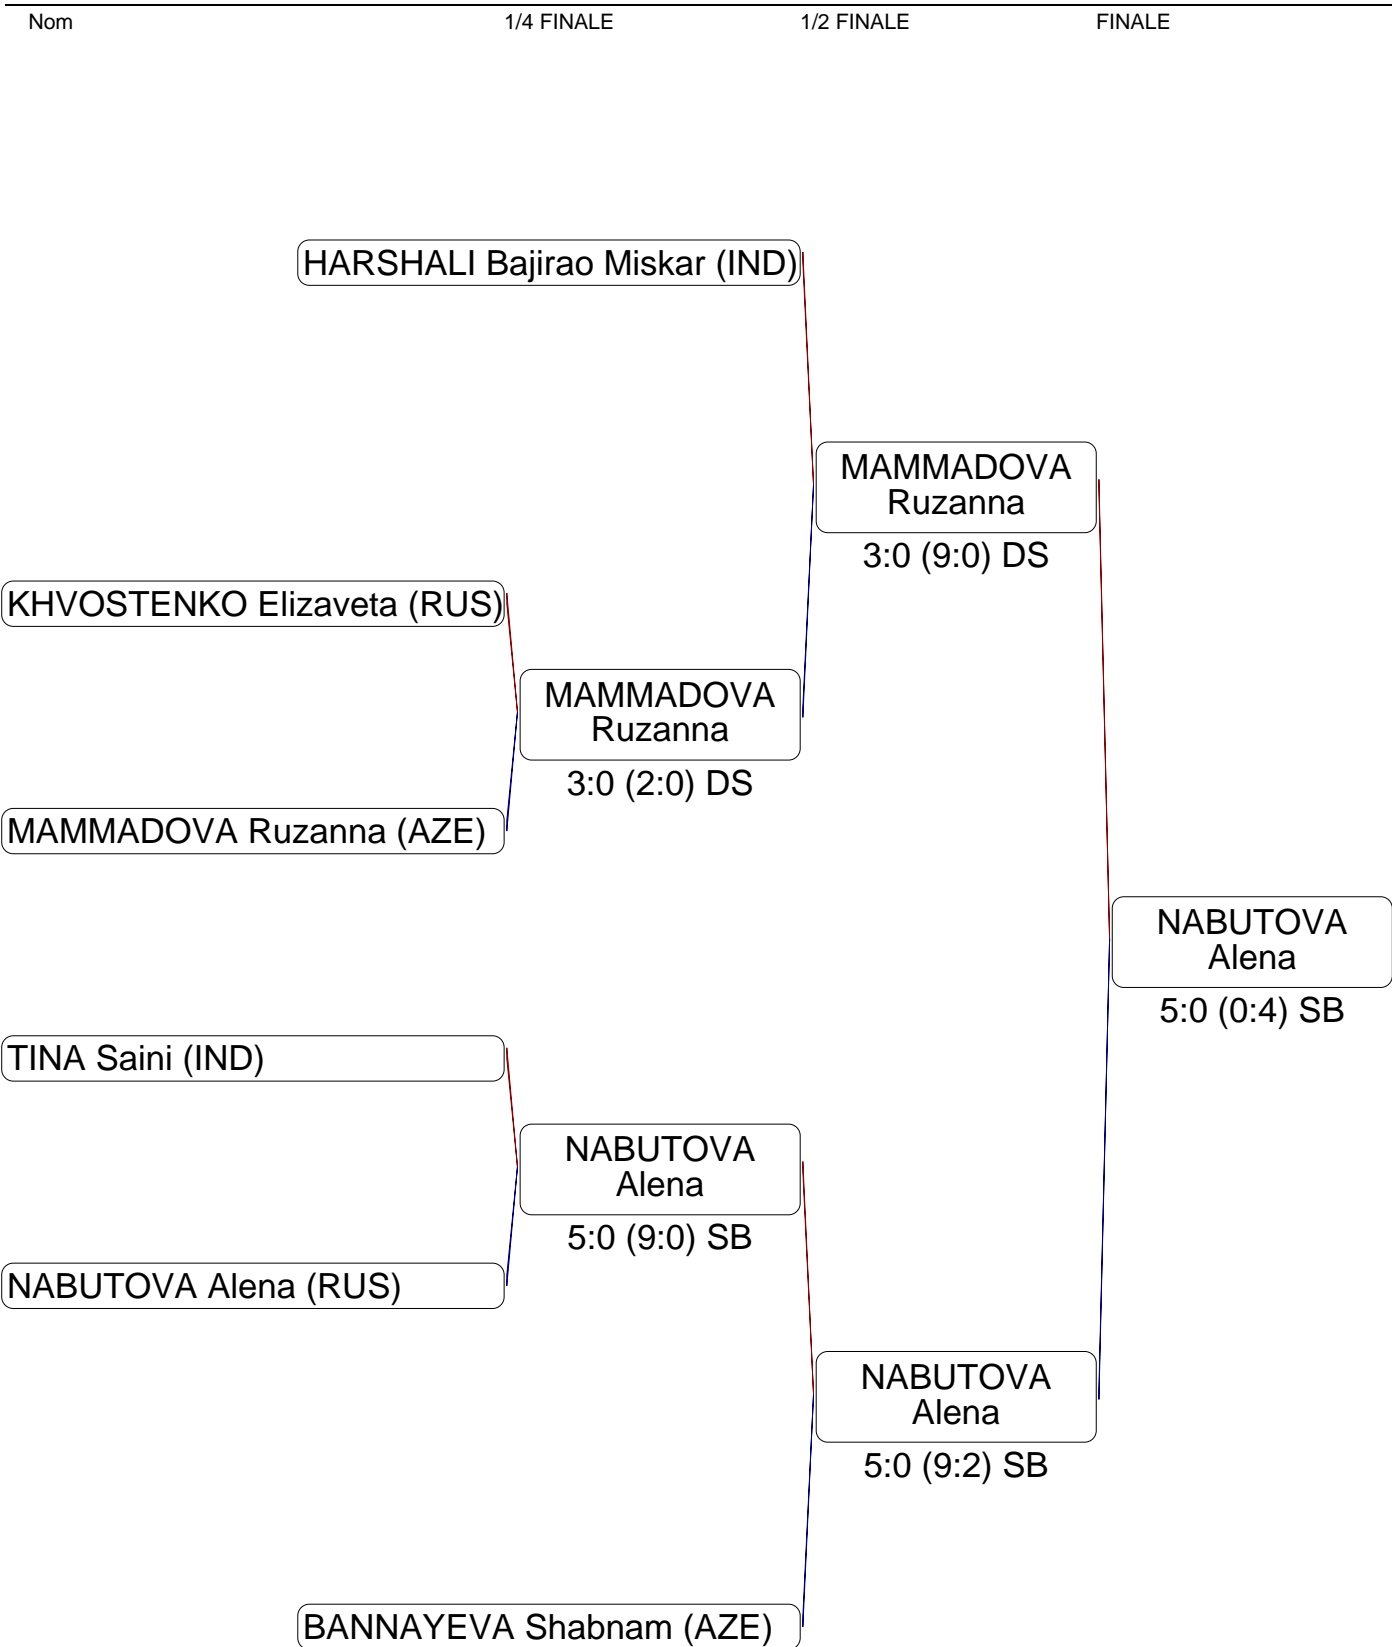 Nom 1/4 FINALE 1/2 FINALE FINALE
HARSHALI Bajirao Miskar (IND)
MAMMADOVA
Ruzanna
3:0 (9:0) DS
KHVOSTENKO Elizaveta (RUS)
MAMMADOVA
Ruzanna
3:0 (2:0) DS
MAMMADOVA Ruzanna (AZE)
NABUTOVA
Alena
5:0 (0:4) SB
TINA Saini (IND)
NABUTOVA
Alena
5:0 (9:0) SB
NABUTOVA Alena (RUS)
NABUTOVA
Alena
5:0 (9:2) SB
BANNAYEVA Shabnam (AZE)